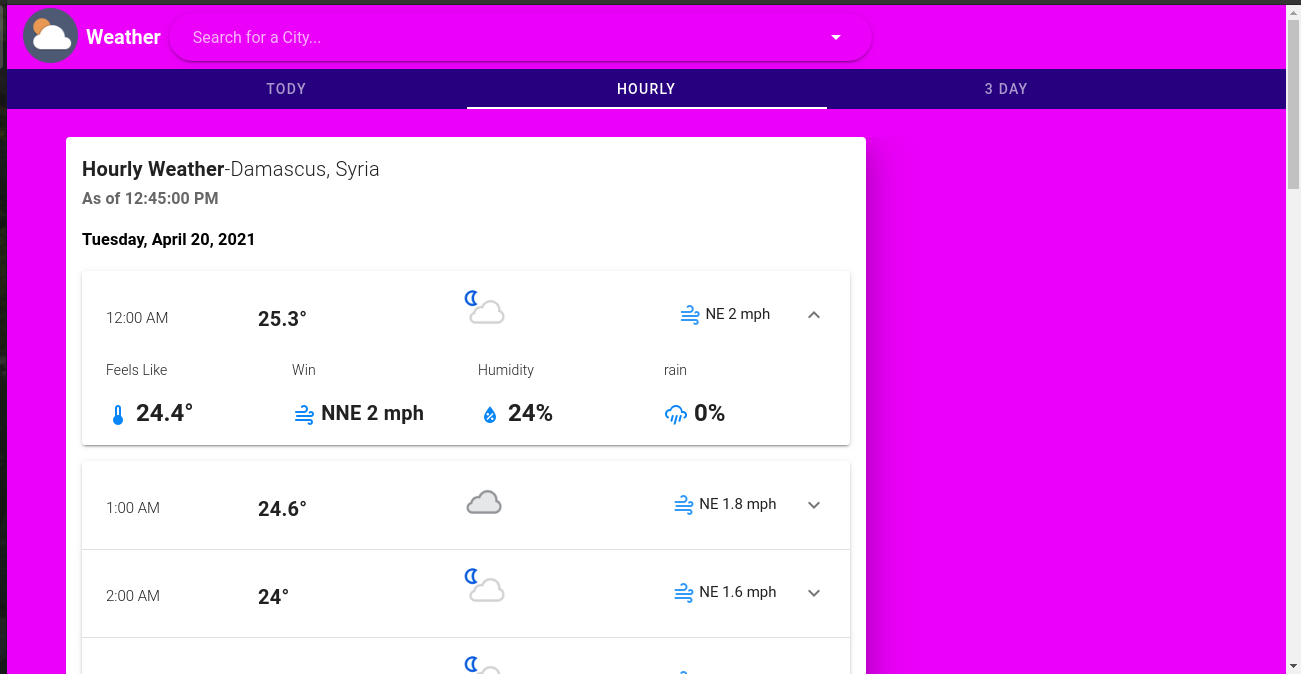 Weather
Search for a City...
TODY HOURLY 3 DAY
Hourly Weather-Damascus, Syria
As of 12:45:00 PM
Tuesday, April 20, 2021
12:00 AM 25.3° NE 2 mph
Feels Like Win Humidity rain
24.4° NNE 2 mph 24% 0%
1:00 AM 24.6° NE 1.8 mph
2:00 AM 24° NE 1.6 mph